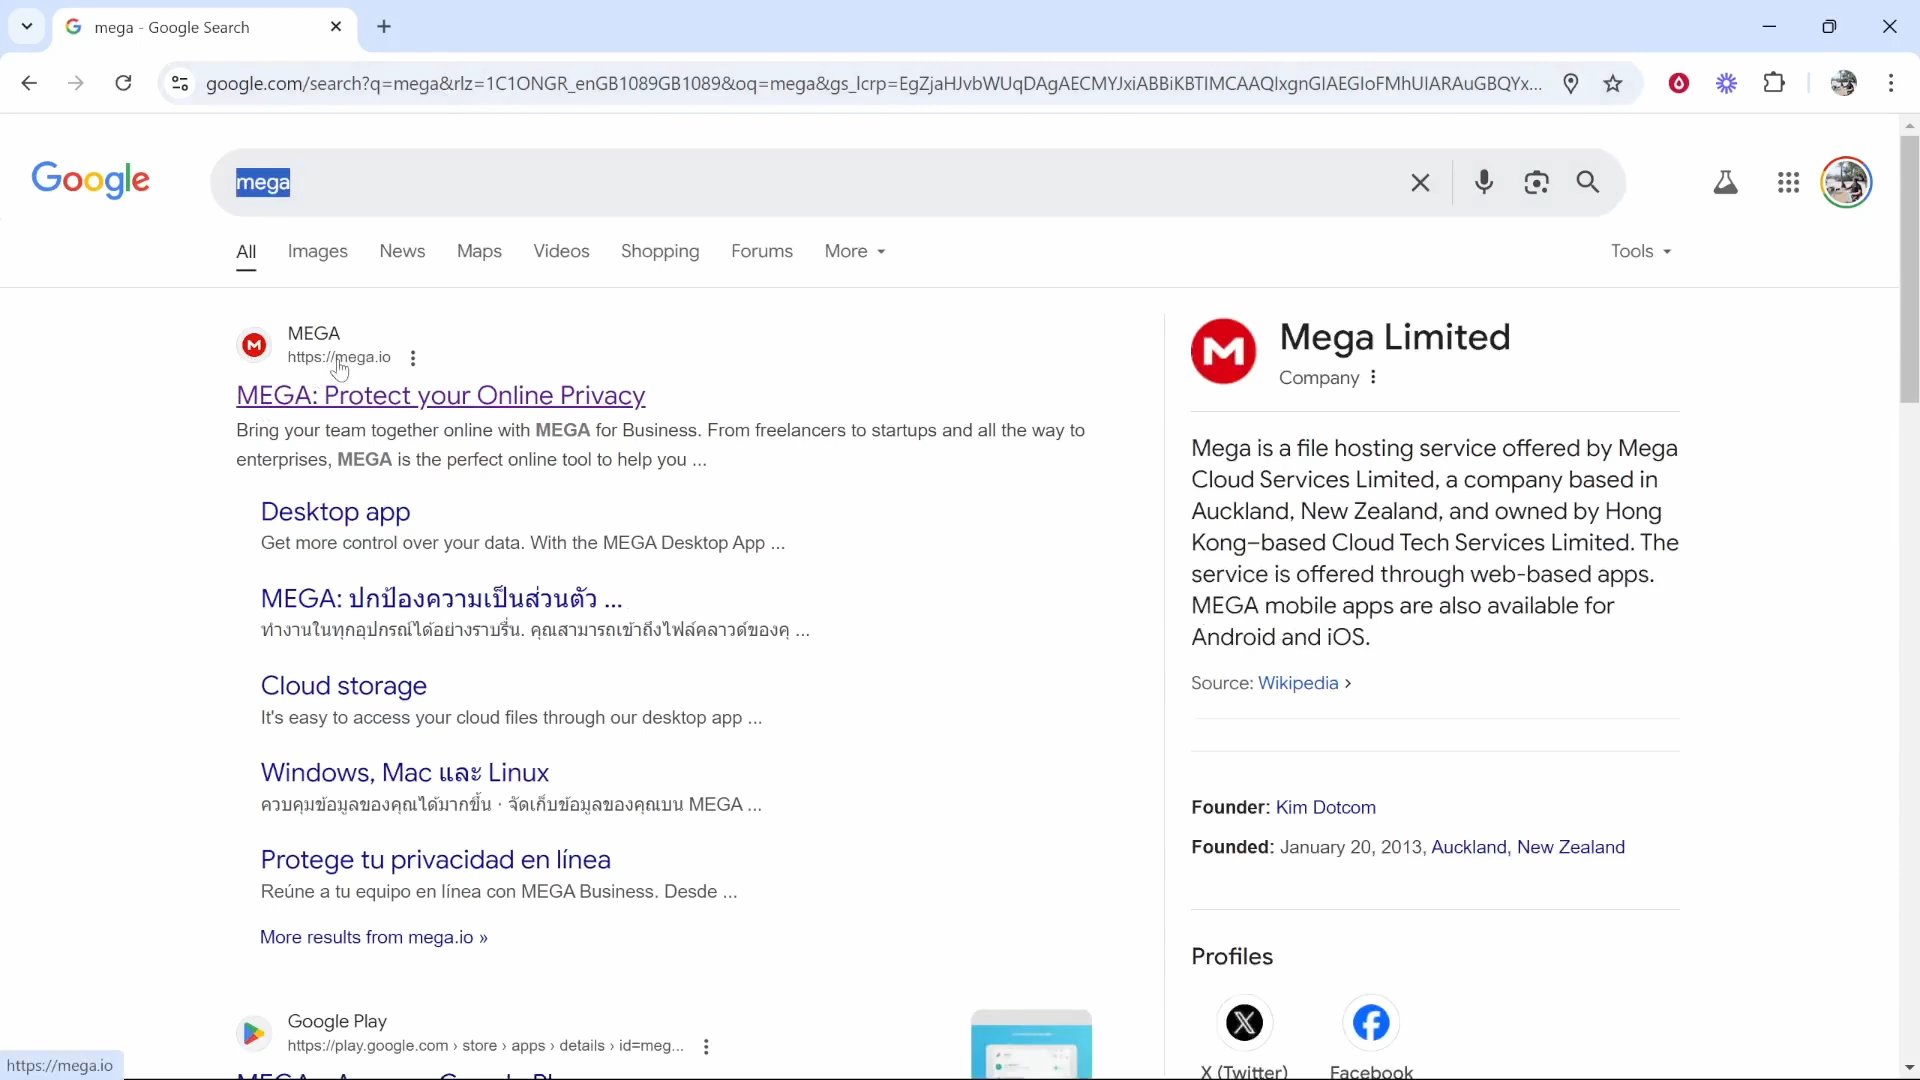 mega - Google Search
google.com/search?q=mega&rlz=1C1ONGR_enGB1089GB1089&oq=mega&gs_lcrp=EgZjaHJvbWUqDAgAECMYJxiABBiKBTIMCAAQIxgnGIAEGIoFMhUIARAuGBQYx...
Google
mega
All Images News Maps Videos Shopping Forums More
Tools
MEGA
https://mega.io
MEGA: Protect your Online Privacy
Bring your team together online with MEGA for Business. From freelancers to startups and all the way to
enterprises, MEGA is the perfect online tool to help you ...
Desktop app
Get more control over your data. With the MEGA Desktop App ...
MEGA: ปกป้องความเป็นส่วนตัว ...
ทำงานในทุกอุปกรณ์ได้อย่างราบรื่น. คุณสามารถเข้าถึงไฟล์คลาวด์ของคุ ...
Cloud storage
It's easy to access your cloud files through our desktop app ...
Windows, Mac และ Linux
ควบคุมข้อมูลของคุณได้มากขึ้น · จัดเก็บข้อมูลของคุณบน MEGA ...
Protege tu privacidad en línea
Reúne a tu equipo en línea con MEGA Business. Desde ...
More results from mega.io »
Google Play
https://play.google.com › store › apps › details › id=meg...
https://mega.io
M
Mega Limited
Company
Mega is a file hosting service offered by Mega
Cloud Services Limited, a company based in
Auckland, New Zealand, and owned by Hong
Kong–based Cloud Tech Services Limited. The
service is offered through web-based apps.
MEGA mobile apps are also available for
Android and iOS.
Source: Wikipedia ›
Founder: Kim Dotcom
Founded: January 20, 2013, Auckland, New Zealand
Profiles
X (Twitter)
Facebook